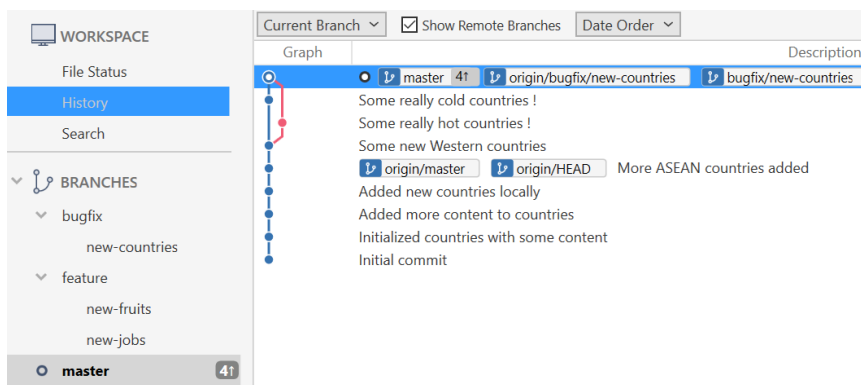 WORKSPACE
File Status
History
Search
BRANCHES
bugfix
new-countries
feature
new-fruits
new-jobs
master 4↑
Current Branch Show Remote Branches Date Order
Graph Description
master 4↑ origin/bugfix/new-countries bugfix/new-countries
Some really cold countries !
Some really hot countries !
Some new Western countries
origin/master origin/HEAD More ASEAN countries added
Added new countries locally
Added more content to countries
Initialized countries with some content
Initial commit